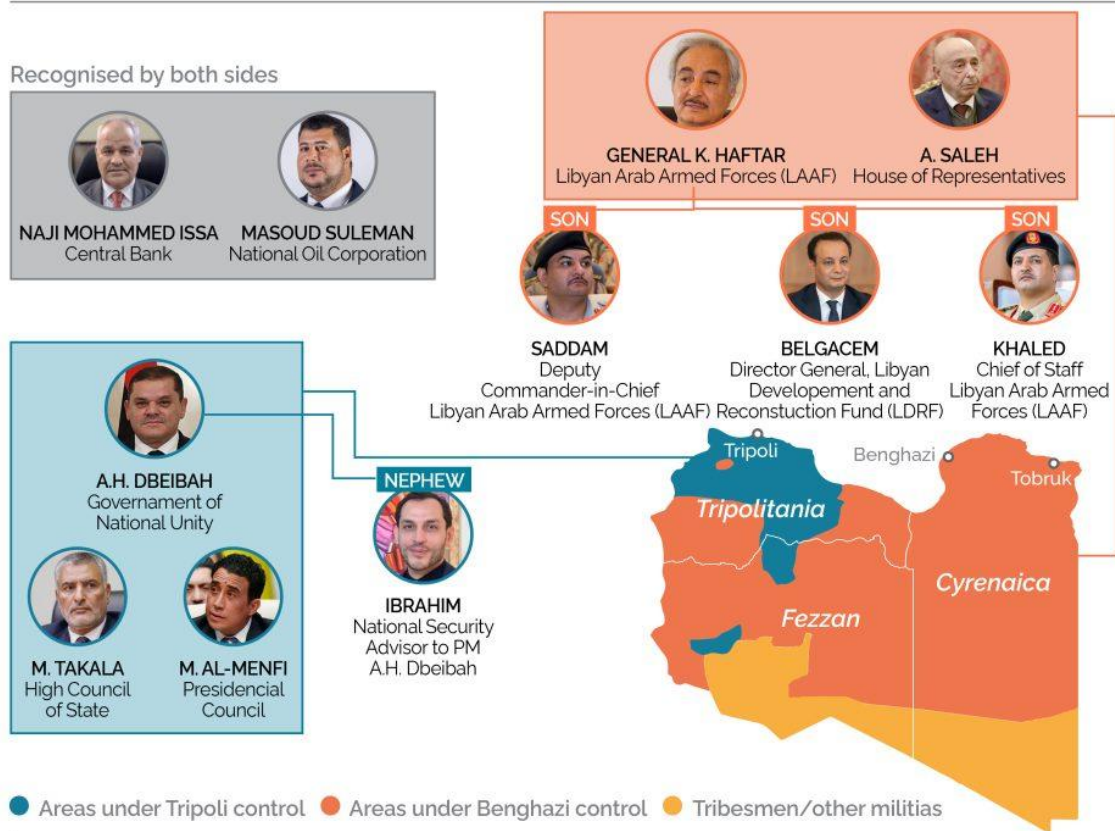 Recognised by both sides
NAJI MOHAMMED ISSA
Central Bank
MASOUD SULEMAN
National Oil Corporation
GENERAL K. HAFTAR
Libyan Arab Armed Forces (LAAF)
A. SALEH
House of Representatives
SON
SADDAM
Deputy
Commander-in-Chief
Libyan Arab Armed Forces (LAAF)
SON
BELGACEM
Director General, Libyan
Developement and
Reconstuction Fund (LDRF)
SON
KHALED
Chief of Staff
Libyan Arab Armed
Forces (LAAF)
A.H. DBEIBAH
Governament of
National Unity
M. TAKALA
High Council
of State
M. AL-MENFI
Presidencial
Council
NEPHEW
IBRAHIM
National Security
Advisor to PM
A.H. Dbeibah
Tripoli
Benghazi
Tobruk
Tripolitania
Cyrenaica
Fezzan
Areas under Tripoli control
Areas under Benghazi control
Tribesmen/other militias